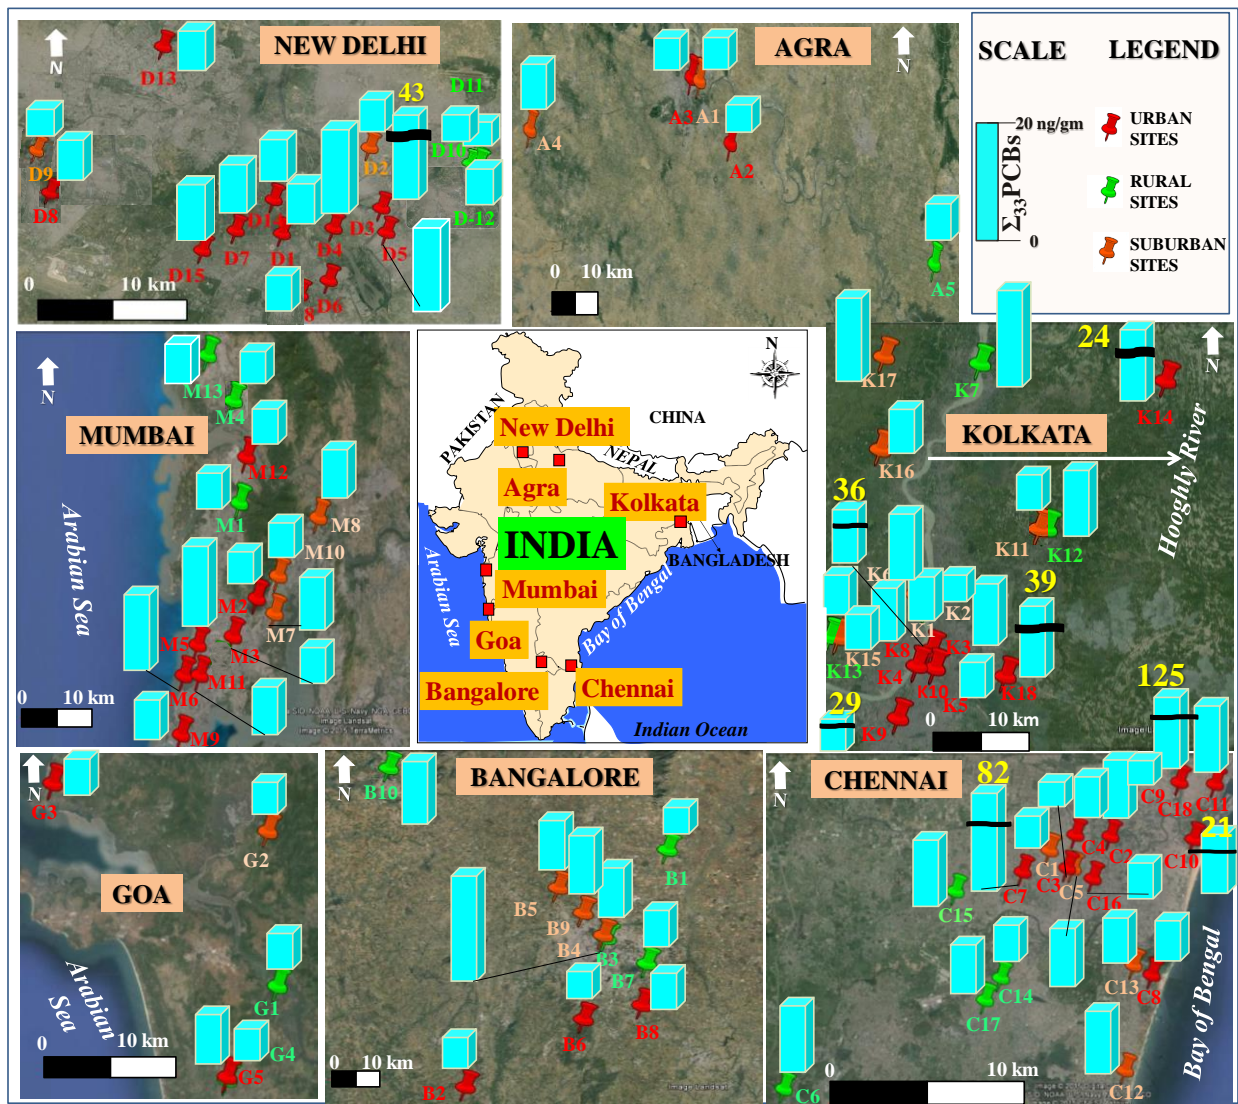 NEW DELHI
N
D13
43
D11
D10
D2
D9
D8
D-12
D1
D3
D5
D4
D7
D1
D15
D6
8
0
10 km
AGRA
N
A3
A1
A4
A2
A5
0
10 km
SCALE
LEGEND
20 ng/gm
Σ33PCBs
0
URBAN
SITES
RURAL
SITES
SUBURBAN
SITES
MUMBAI
N
M13
M4
M12
M1
M8
M10
M2
M7
M5
M3
M6
M11
M9
Arabian Sea
0
10 km
Image Landsat
N
PAKISTAN
CHINA
New Delhi
NEPAL
Agra
Kolkata
INDIA
BANGLADESH
Arabian Sea
Mumbai
Bay of Bengal
Goa
Bangalore
Chennai
Indian Ocean
KOLKATA
N
24
K17
K7
K14
K16
Hooghly River
36
K11
K12
K6
K2
39
K1
K15
K8
K3
K13
K4
K10
K5
K18
29
K9
0
10 km
125
GOA
N
G3
G2
G1
G4
G5
Arabian
Sea
0
10 km
BANGALORE
N
B10
B1
B5
B9
B4
B3
B7
B8
B6
B2
0
10 km
Image Landsat
CHENNAI
N
82
C9
C18
C11
21
C4
C2
C10
C1
C3
C5
C7
C16
C15
C13
C8
C14
C17
C6
C12
Bay of Bengal
0
10 km